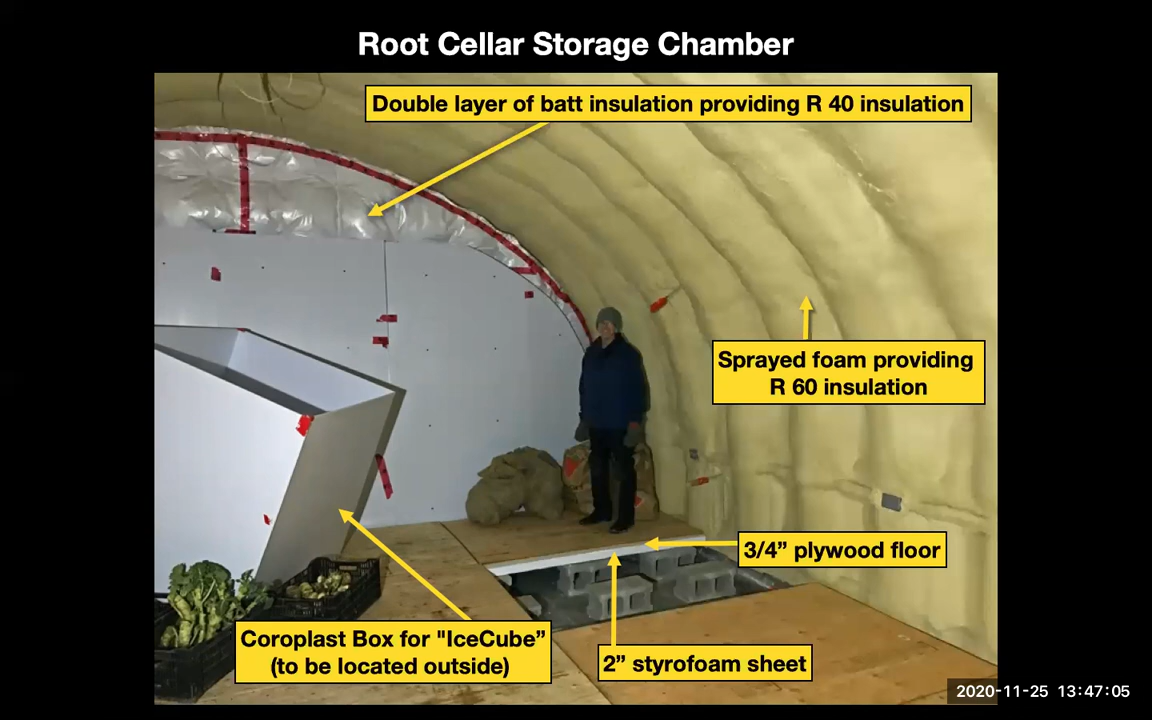 Root Cellar Storage Chamber
Double layer of batt insulation providing R 40 insulation
Sprayed foam providing
R 60 insulation
3/4” plywood floor
Coroplast Box for "IceCube”
(to be located outside)
2” styrofoam sheet
2020-11-25 13:47:05